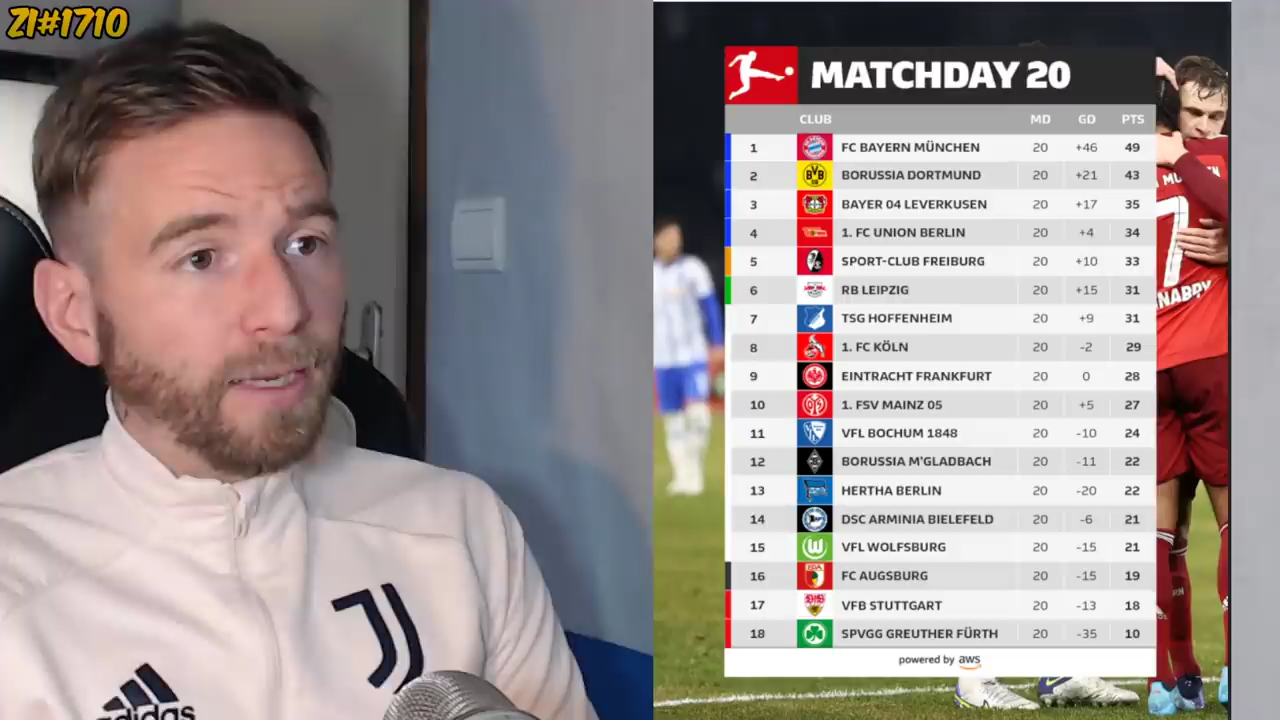 ZI#1710
MATCHDAY 20
CLUB MD GD PTS
1 FC BAYERN MÜNCHEN 20 +46 49
2 BORUSSIA DORTMUND 20 +21 43
3 BAYER 04 LEVERKUSEN 20 +17 35
4 1. FC UNION BERLIN 20 +4 34
5 SPORT-CLUB FREIBURG 20 +10 33
6 RB LEIPZIG 20 +15 31
7 TSG HOFFENHEIM 20 +9 31
8 1. FC KÖLN 20 -2 29
9 EINTRACHT FRANKFURT 20 0 28
10 1. FSV MAINZ 05 20 +5 27
11 VFL BOCHUM 1848 20 -10 24
12 BORUSSIA M'GLADBACH 20 -11 22
13 HERTHA BERLIN 20 -20 22
14 DSC ARMINIA BIELEFELD 20 -6 21
15 VFL WOLFSBURG 20 -15 21
16 FC AUGSBURG 20 -15 19
17 VFB STUTTGART 20 -13 18
18 SPVGG GREUTHER FÜRTH 20 -35 10
powered by aws
adidas
7